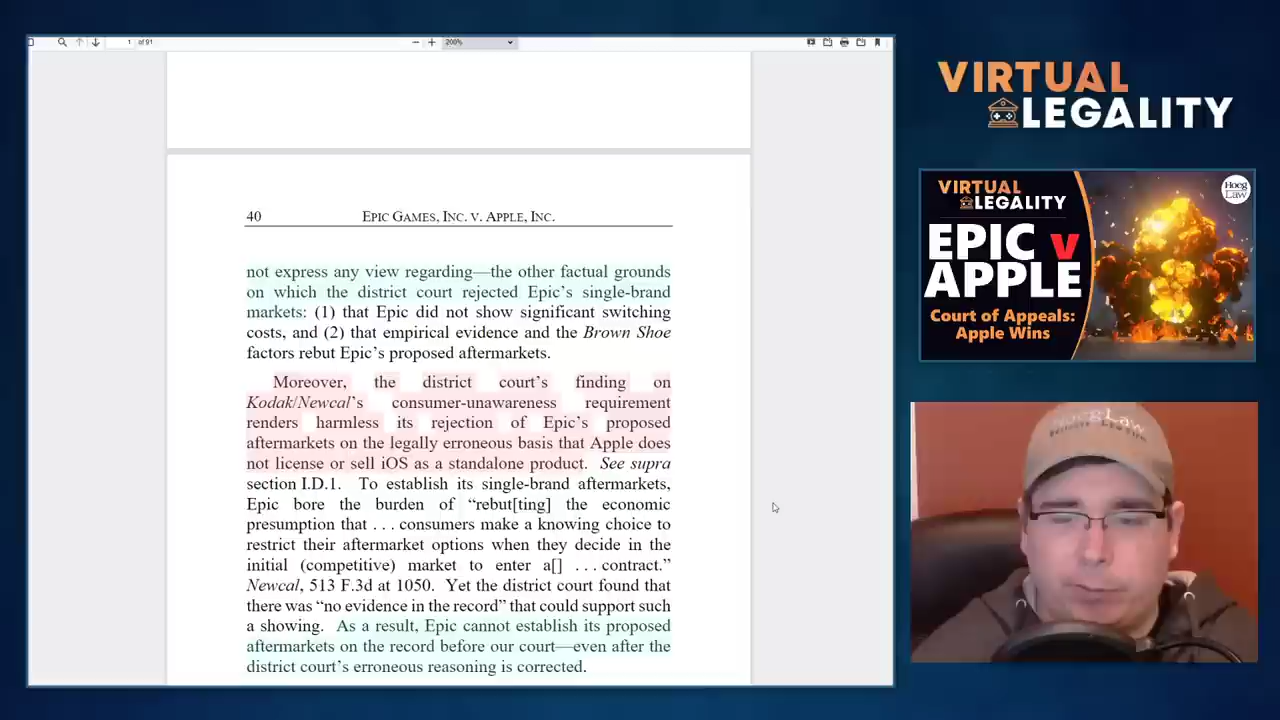 1 of 91
200%
40 EPIC GAMES, INC. V. APPLE, INC.
not express any view regarding—the other factual grounds
on which the district court rejected Epic's single-brand
markets: (1) that Epic did not show significant switching
costs, and (2) that empirical evidence and the Brown Shoe
factors rebut Epic's proposed aftermarkets.
Moreover, the district court's finding on
Kodak/Newcal's consumer-unawareness requirement
renders harmless its rejection of Epic's proposed
aftermarkets on the legally erroneous basis that Apple does
not license or sell iOS as a standalone product. See supra
section I.D.1. To establish its single-brand aftermarkets,
Epic bore the burden of “rebut[ting] the economic
presumption that . . . consumers make a knowing choice to
restrict their aftermarket options when they decide in the
initial (competitive) market to enter a[] . . . contract.”
Newcal, 513 F.3d at 1050. Yet the district court found that
there was “no evidence in the record” that could support such
a showing. As a result, Epic cannot establish its proposed
aftermarkets on the record before our court—even after the
district court's erroneous reasoning is corrected.
VIRTUAL
LEGALITY
VIRTUAL
LEGALITY
Hoeg
Law
EPIC v
APPLE
Court of Appeals:
Apple Wins
Hoeg Law